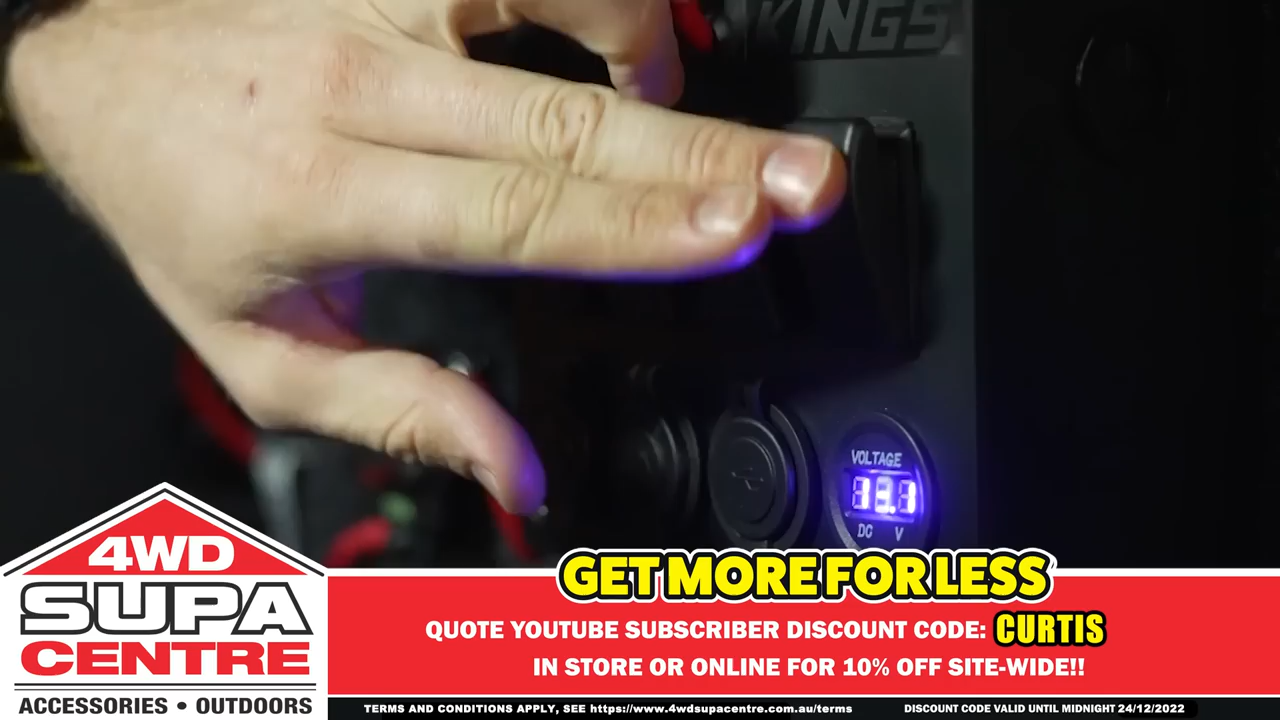 KINGS
VOLTAGE
13.1
DC V
4WD
SUPA
CENTRE
ACCESSORIES • OUTDOORS
GET MORE FOR LESS
QUOTE YOUTUBE SUBSCRIBER DISCOUNT CODE: CURTIS
IN STORE OR ONLINE FOR 10% OFF SITE-WIDE!!
TERMS AND CONDITIONS APPLY, SEE https://www.4wdsupacentre.com.au/terms
DISCOUNT CODE VALID UNTIL MIDNIGHT 24/12/2022